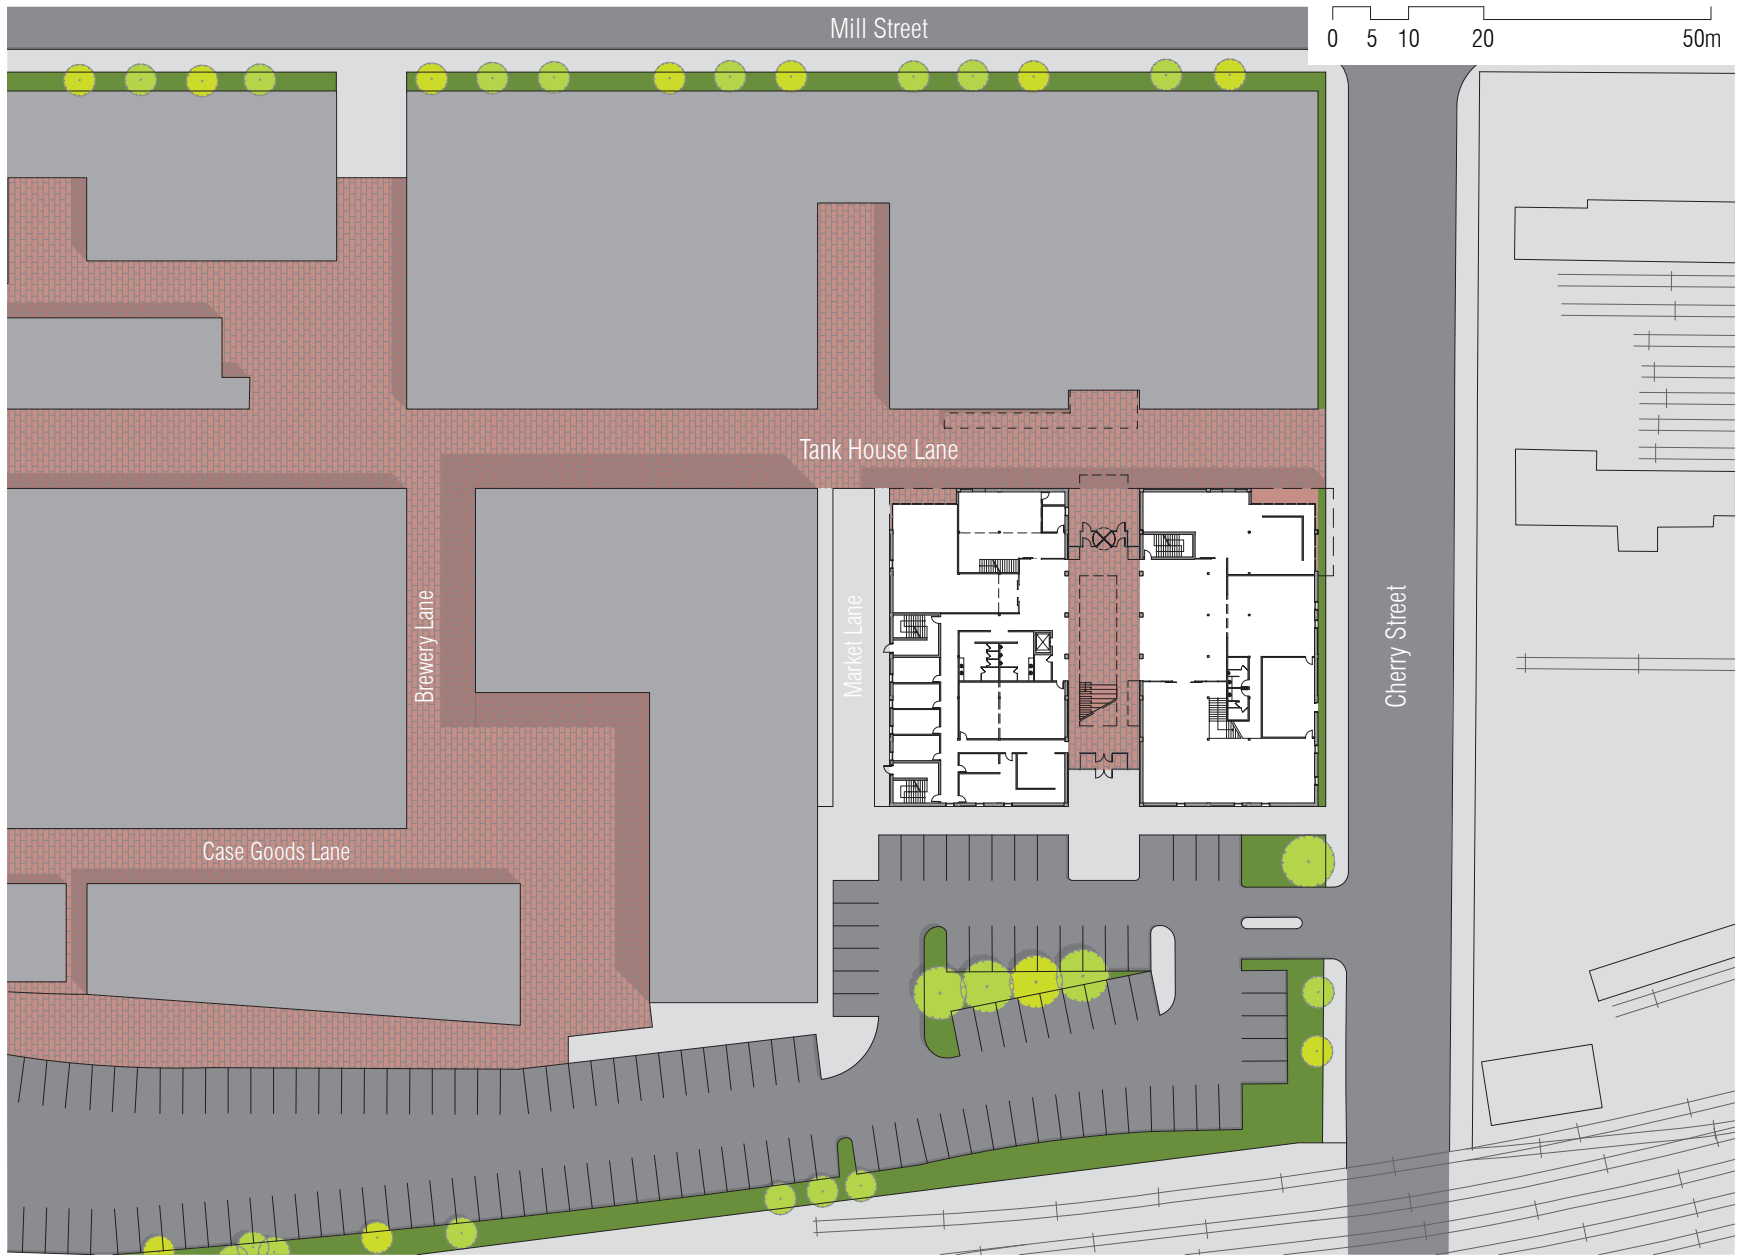 Mill Street
0 5 10 20 50m
Tank House Lane
Brewery Lane
Market Lane
Cherry Street
Case Goods Lane